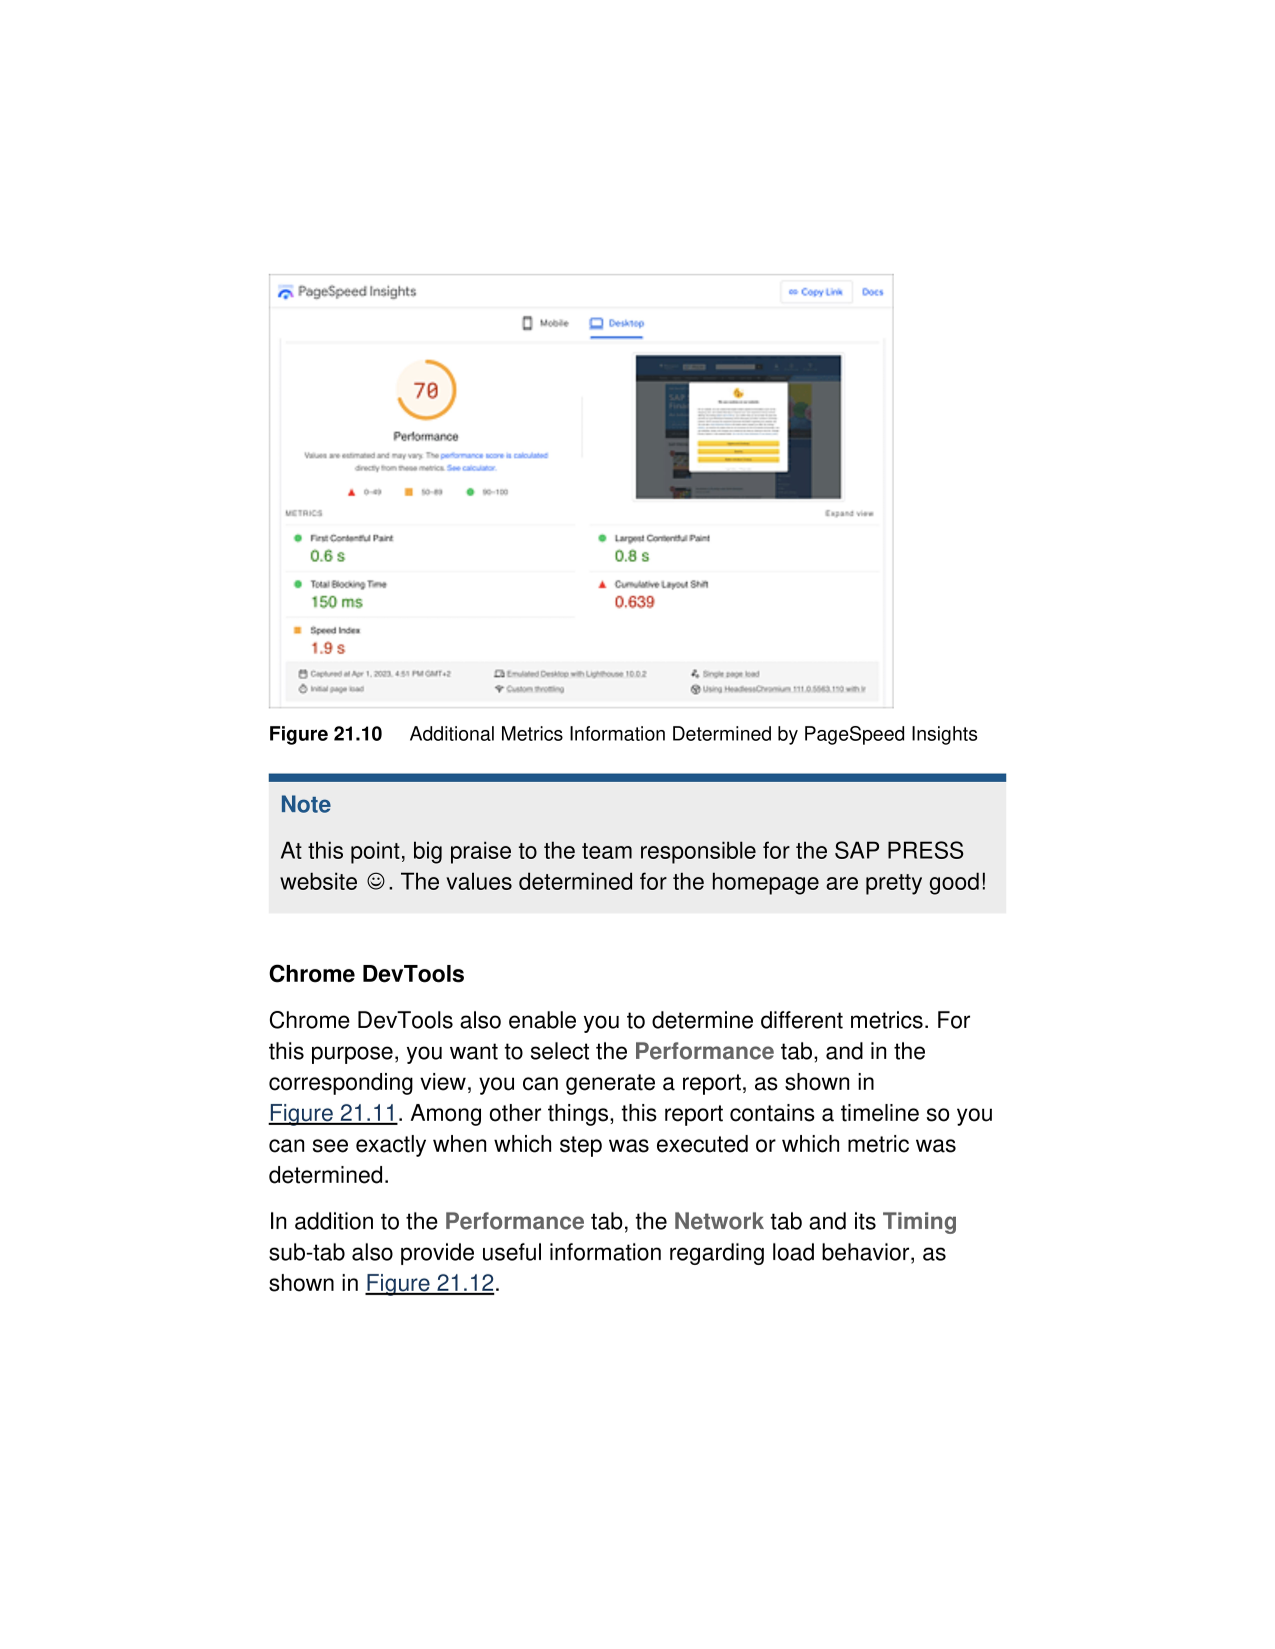 PageSpeed Insights
Copy Link Docs
Mobile Desktop
70
Performance
Values are estimated and may vary. The performance score is calculated
directly from these metrics. See calculator.
0–49 50–89 90–100
METRICS Expand view
First Contentful Paint
0.6 s
Largest Contentful Paint
0.8 s
Total Blocking Time
150 ms
Cumulative Layout Shift
0.639
Speed Index
1.9 s
Captured at Apr 1, 2023, 4:51 PM GMT+2 Emulated Desktop with Lighthouse 10.0.2 Single page load
Initial page load Custom throttling Using HeadlessChromium 111.0.5563.110 with lr
Figure 21.10 Additional Metrics Information Determined by PageSpeed Insights
Note
At this point, big praise to the team responsible for the SAP PRESS
website ☺. The values determined for the homepage are pretty good!
Chrome DevTools
Chrome DevTools also enable you to determine different metrics. For
this purpose, you want to select the Performance tab, and in the
corresponding view, you can generate a report, as shown in
Figure 21.11. Among other things, this report contains a timeline so you
can see exactly when which step was executed or which metric was
determined.
In addition to the Performance tab, the Network tab and its Timing
sub-tab also provide useful information regarding load behavior, as
shown in Figure 21.12.